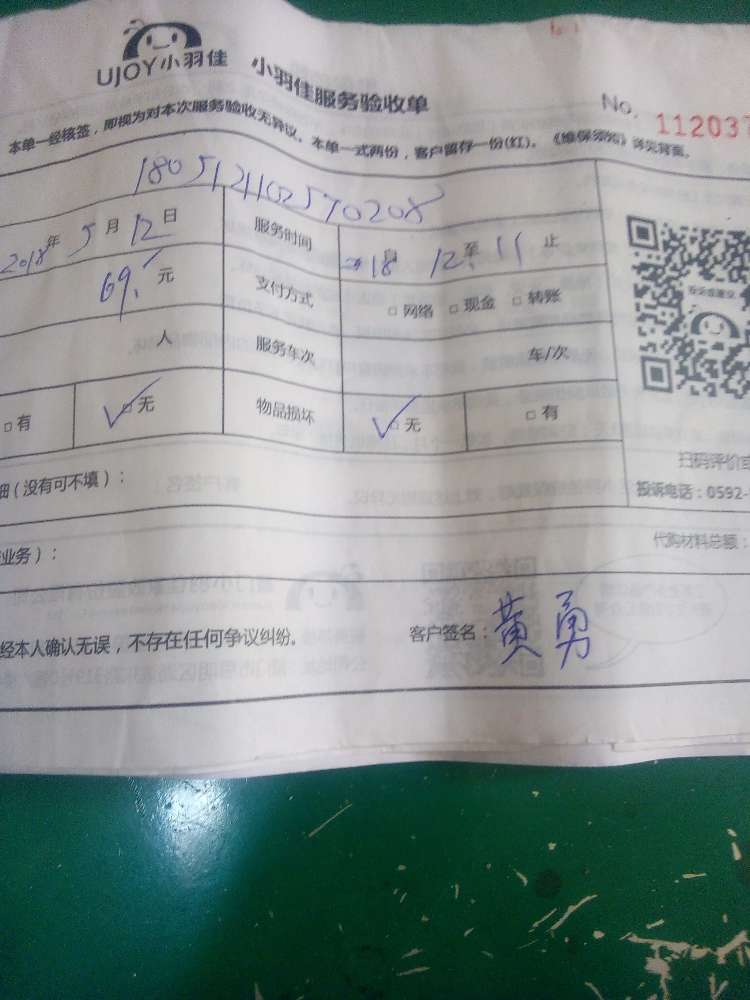 UJOY小羽佳 小羽佳服务验收单
No. 112037
本单一经核签，即视为对本次服务验收无异议。本单一式两份，客户留存一份(红)。《维保须知》详见背面。
18051211102570208
2018年 5月 12日 服务时间 自 18 12 至 11 止
69. 元 支付方式 □网络 □现金 □转账
人 服务车次 车/次
□有 □无 物品损坏 □无 □有
扫码评价
细(没有可不填)：
投诉电话：0592-
业务)：
代购材料总额：
经本人确认无误，不存在任何争议纠纷。 客户签名：黄勇